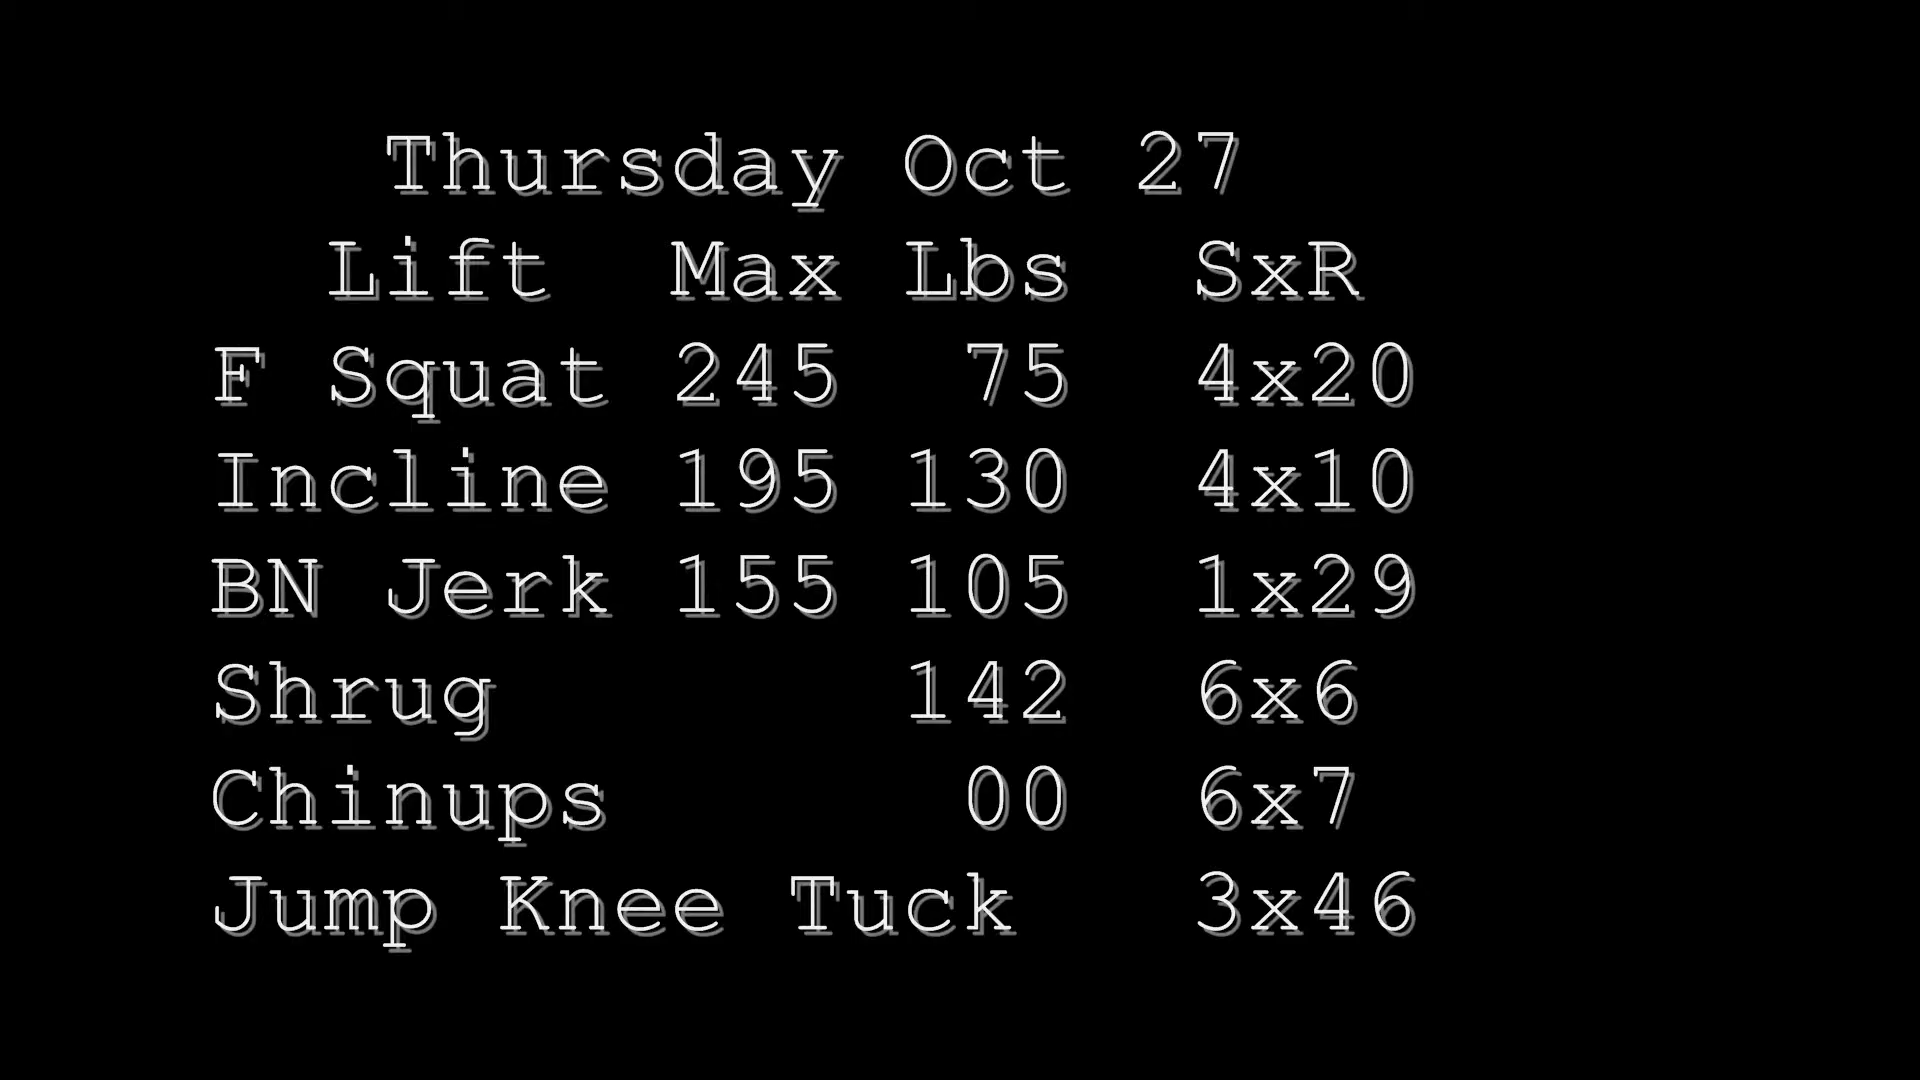 Thursday Oct 27
Lift Max Lbs SxR
F Squat 245 75 4x20
Incline 195 130 4x10
BN Jerk 155 105 1x29
Shrug 142 6x6
Chinups 00 6x7
Jump Knee Tuck 3x46